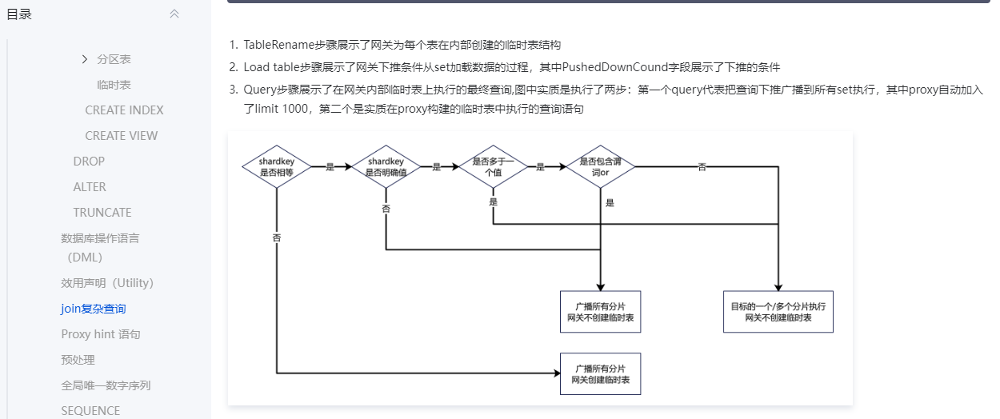 目录
分区表
临时表
CREATE INDEX
CREATE VIEW
DROP
ALTER
TRUNCATE
数据库操作语言
（DML）
效用声明（Utility）
join复杂查询
Proxy hint 语句
预处理
全局唯一数字序列
SEQUENCE
1. TableRename步骤展示了网关为每个表在内部创建的临时表结构
2. Load table步骤展示了网关下推条件从set加载数据的过程，其中PushedDownCound字段展示了下推的条件
3. Query步骤展示了在网关内部临时表上执行的最终查询,图中实质是执行了两步：第一个query代表把查询下推广播到所有set执行，其中proxy自动加入
了limit 1000，第二个是实质在proxy构建的临时表中执行的查询语句
shardkey
是否相等
是
shardkey
是否明确值
是
是否多于一
个值
是
是否包含谓
词or
否
是
是
否
否
广播所有分片
网关不创建临时表
目标的一个/多个分片执行
网关不创建临时表
广播所有分片
网关创建临时表